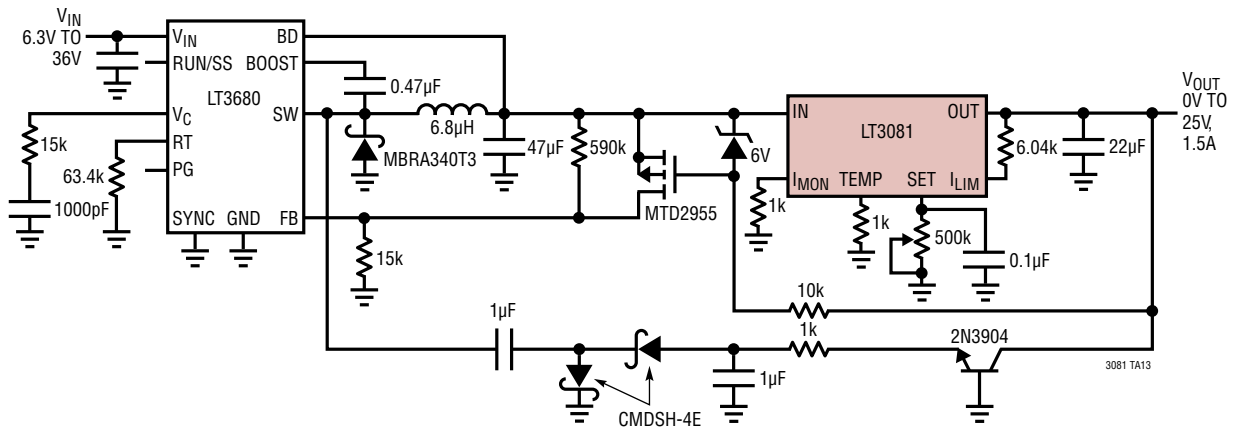 VIN
6.3V TO
36V
VIN
BD
RUN/SS
BOOST
LT3680
VC
SW
RT
PG
SYNC
GND
FB
15k
1000pF
63.4k
0.47µF
6.8µH
MBRA340T3
47µF
590k
MTD2955
6V
15k
IN
OUT
LT3081
IMON
TEMP
SET
ILIM
1k
1k
500k
0.1µF
6.04k
22µF
VOUT
0V TO
25V,
1.5A
10k
1µF
1k
1µF
2N3904
CMDSH-4E
3081 TA13